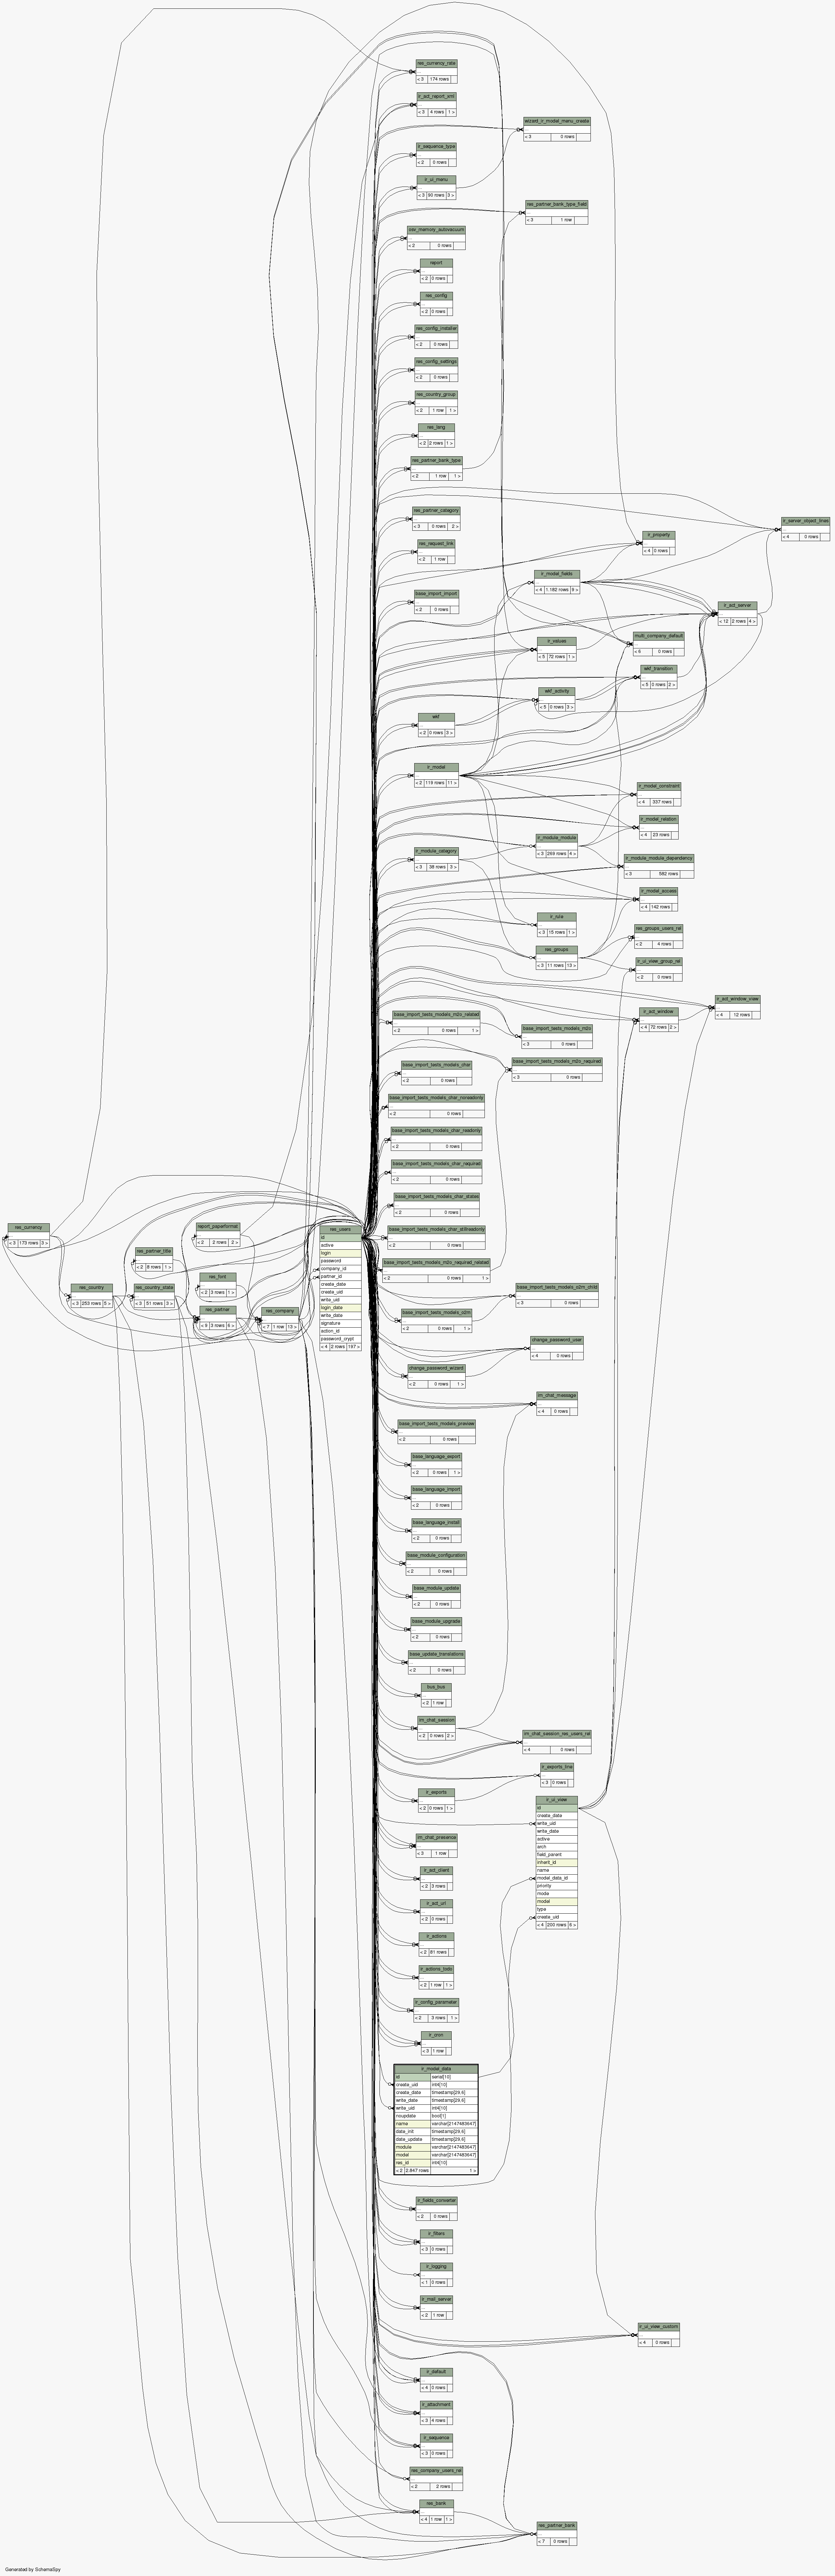 res_currency_rate
...
< 3 174 rows
ir_act_report_xml
...
< 3 4 rows 1 >
wizard_ir_model_menu_create
...
< 3 0 rows
ir_sequence_type
...
< 2 0 rows
ir_ui_menu
...
< 3 90 rows 3 >
res_partner_bank_type_field
...
< 3 1 row
osv_memory_autovacuum
...
< 2 0 rows
report
...
< 2 0 rows
res_config
...
< 2 0 rows
res_config_installer
...
< 2 0 rows
res_config_settings
...
< 2 0 rows
res_country_group
...
< 2 1 row 1 >
res_lang
...
< 2 2 rows 1 >
res_partner_bank_type
...
< 2 1 row 1 >
res_partner_category
...
< 3 0 rows 2 >
ir_server_object_lines
...
< 4 0 rows
ir_property
...
< 4 0 rows
res_request_link
...
< 2 1 row
ir_model_fields
...
< 4 1.182 rows 9 >
base_import_import
...
< 2 0 rows
ir_act_server
...
< 12 2 rows 4 >
multi_company_default
...
< 6 0 rows
ir_values
...
< 5 72 rows 1 >
wkf_transition
...
< 5 0 rows 2 >
wkf_activity
...
< 5 0 rows 3 >
wkf
...
< 2 0 rows 3 >
ir_model
...
< 2 119 rows 11 >
ir_model_constraint
...
< 4 337 rows
ir_model_relation
...
< 4 23 rows
ir_module_module
...
< 3 269 rows 4 >
ir_module_category
...
< 3 38 rows 3 >
ir_module_module_dependency
...
< 3 582 rows
ir_model_access
...
< 4 142 rows
ir_rule
...
< 3 15 rows 1 >
res_groups_users_rel
...
< 2 4 rows
res_groups
...
< 3 11 rows 13 >
ir_ui_view_group_rel
...
< 2 0 rows
ir_act_window_view
...
< 4 12 rows
ir_act_window
...
< 4 72 rows 2 >
base_import_tests_models_m2o_related
...
< 2 0 rows 1 >
base_import_tests_models_m2o
...
< 3 0 rows
base_import_tests_models_m2o_required
...
< 3 0 rows
base_import_tests_models_char
...
< 2 0 rows
base_import_tests_models_char_noreadonly
...
< 2 0 rows
base_import_tests_models_char_readonly
...
< 2 0 rows
base_import_tests_models_char_required
...
< 2 0 rows
base_import_tests_models_char_states
...
< 2 0 rows
base_import_tests_models_char_stillreadonly
...
< 2 0 rows
base_import_tests_models_m2o_required_related
...
< 2 0 rows 1 >
res_currency
...
< 3 173 rows 3 >
report_paperformat
...
< 2 2 rows 2 >
res_partner_title
...
< 2 8 rows 1 >
res_font
...
< 2 3 rows 1 >
res_country
...
< 3 253 rows 5 >
res_country_state
...
< 3 51 rows 3 >
res_partner
...
< 9 3 rows 6 >
res_company
...
< 7 1 row 13 >
res_users
id
active
login
password
company_id
partner_id
create_date
create_uid
write_uid
login_date
write_date
signature
action_id
password_crypt
< 4 2 rows 197 >
base_import_tests_models_o2m_child
...
< 3 0 rows
base_import_tests_models_o2m
...
< 2 0 rows 1 >
change_password_user
...
< 4 0 rows
change_password_wizard
...
< 2 0 rows 1 >
im_chat_message
...
< 4 0 rows
base_import_tests_models_preview
...
< 2 0 rows
base_language_export
...
< 2 0 rows 1 >
base_language_import
...
< 2 0 rows
base_language_install
...
< 2 0 rows
base_module_configuration
...
< 2 0 rows
base_module_update
...
< 2 0 rows
base_module_upgrade
...
< 2 0 rows
base_update_translations
...
< 2 0 rows
bus_bus
...
< 2 1 row
im_chat_session
...
< 2 0 rows 2 >
im_chat_session_res_users_rel
...
< 4 0 rows
ir_exports_line
...
< 3 0 rows
ir_exports
...
< 2 0 rows 1 >
ir_ui_view
id
create_date
write_uid
write_date
active
arch
field_parent
inherit_id
name
model_data_id
priority
mode
model
type
create_uid
< 4 200 rows 6 >
im_chat_presence
...
< 3 1 row
ir_act_client
...
< 2 3 rows
ir_act_url
...
< 2 0 rows
ir_actions
...
< 2 81 rows
ir_actions_todo
...
< 2 1 row 1 >
ir_config_parameter
...
< 2 3 rows 1 >
ir_cron
...
< 3 1 row
ir_model_data
id serial[10]
create_uid int4[10]
create_date timestamp[29,6]
write_date timestamp[29,6]
write_uid int4[10]
noupdate bool[1]
name varchar[2147483647]
date_init timestamp[29,6]
date_update timestamp[29,6]
module varchar[2147483647]
model varchar[2147483647]
res_id int4[10]
< 2 2.847 rows 1 >
ir_fields_converter
...
< 2 0 rows
ir_filters
...
< 3 0 rows
ir_logging
...
< 1 0 rows
ir_mail_server
...
< 2 1 row
ir_ui_view_custom
...
< 4 0 rows
ir_default
...
< 4 0 rows
ir_attachment
...
< 3 4 rows
ir_sequence
...
< 3 0 rows
res_company_users_rel
...
< 2 2 rows
res_bank
...
< 4 1 row 1 >
res_partner_bank
...
< 7 0 rows
Generated by SchemaSpy